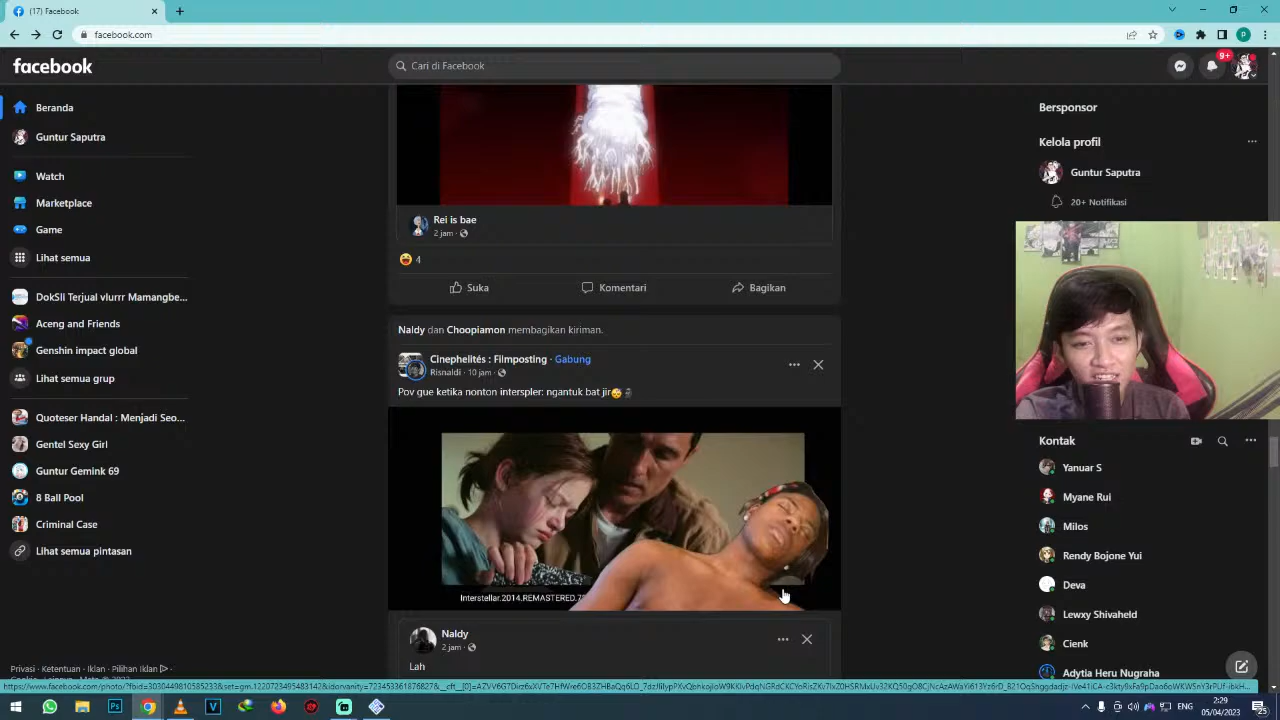 (17) Facebook
facebook.com
facebook
Cari di Facebook
9+
Beranda
Guntur Saputra
Watch
Marketplace
Game
Lihat semua
DokSli Terjual vlurrr Mamangbe...
Aceng and Friends
Genshin impact global
Lihat semua grup
Quoteser Handal : Menjadi Seo...
Gentel Sexy Girl
Guntur Gemink 69
8 Ball Pool
Criminal Case
Lihat semua pintasan
Privasi · Ketentuan · Iklan · Pilihan Iklan
Rei is bae
2 jam ·
4
Suka
Komentari
Bagikan
Naldy dan Choopiamon membagikan kiriman.
Cinephelités : Filmposting · Gabung
Risnaldi · 10 jam ·
Pov gue ketika nonton interspler: ngantuk bat jir😴🗿
Interstellar.2014.REMASTERED.7
Naldy
2 jam ·
Lah
Bersponsor
Kelola profil
Guntur Saputra
20+ Notifikasi
Kontak
Yanuar S
Myane Rui
Milos
Rendy Bojone Yui
Deva
Lewxy Shivaheld
Cienk
Adytia Heru Nugraha
ENG
2:29
05/04/2023